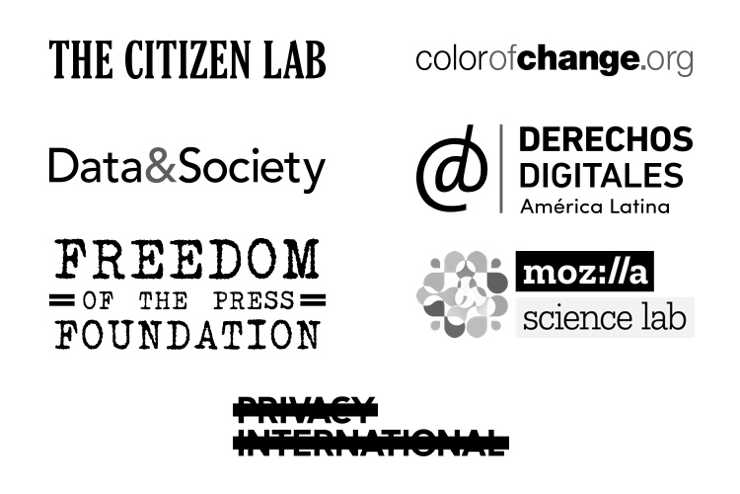 THE CITIZEN LAB
colorofchange.org
Data&Society
DERECHOS
DIGITALES
América Latina
FREEDOM
OF THE PRESS
FOUNDATION
moz://a
science lab
PRIVACY
INTERNATIONAL